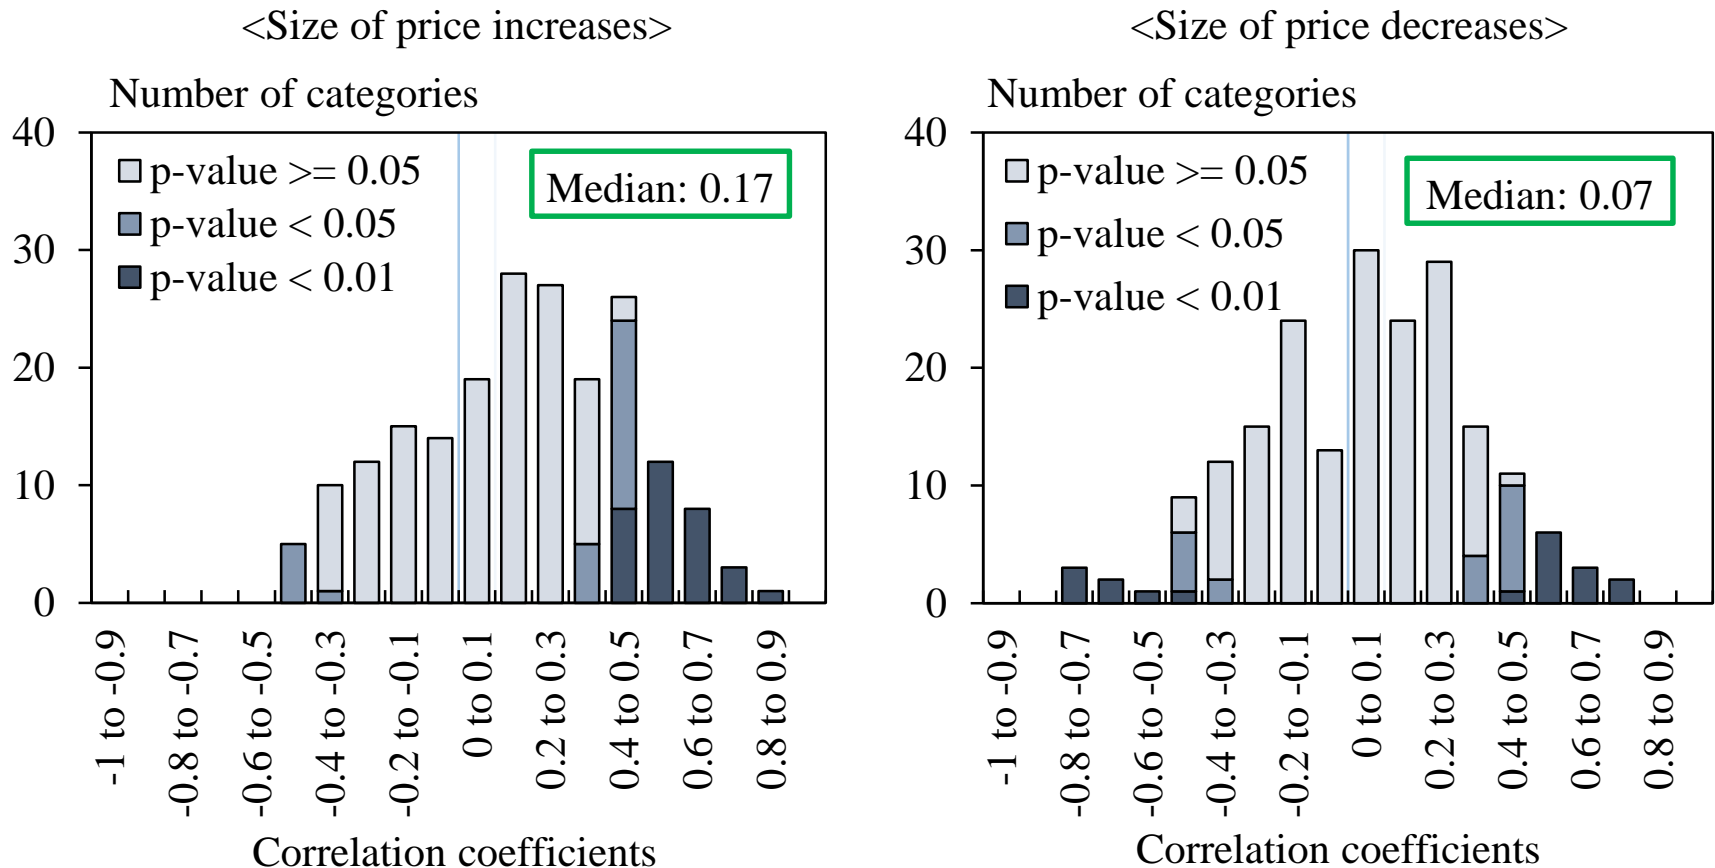 <Size of price increases>
Number of categories
40
30
20
10
0
p-value >= 0.05
p-value < 0.05
p-value < 0.01
Median: 0.17
-1 to -0.9
-0.8 to -0.7
-0.6 to -0.5
-0.4 to -0.3
-0.2 to -0.1
0 to 0.1
0.2 to 0.3
0.4 to 0.5
0.6 to 0.7
0.8 to 0.9
Correlation coefficients
<Size of price decreases>
Number of categories
40
30
20
10
0
p-value >= 0.05
p-value < 0.05
p-value < 0.01
Median: 0.07
-1 to -0.9
-0.8 to -0.7
-0.6 to -0.5
-0.4 to -0.3
-0.2 to -0.1
0 to 0.1
0.2 to 0.3
0.4 to 0.5
0.6 to 0.7
0.8 to 0.9
Correlation coefficients